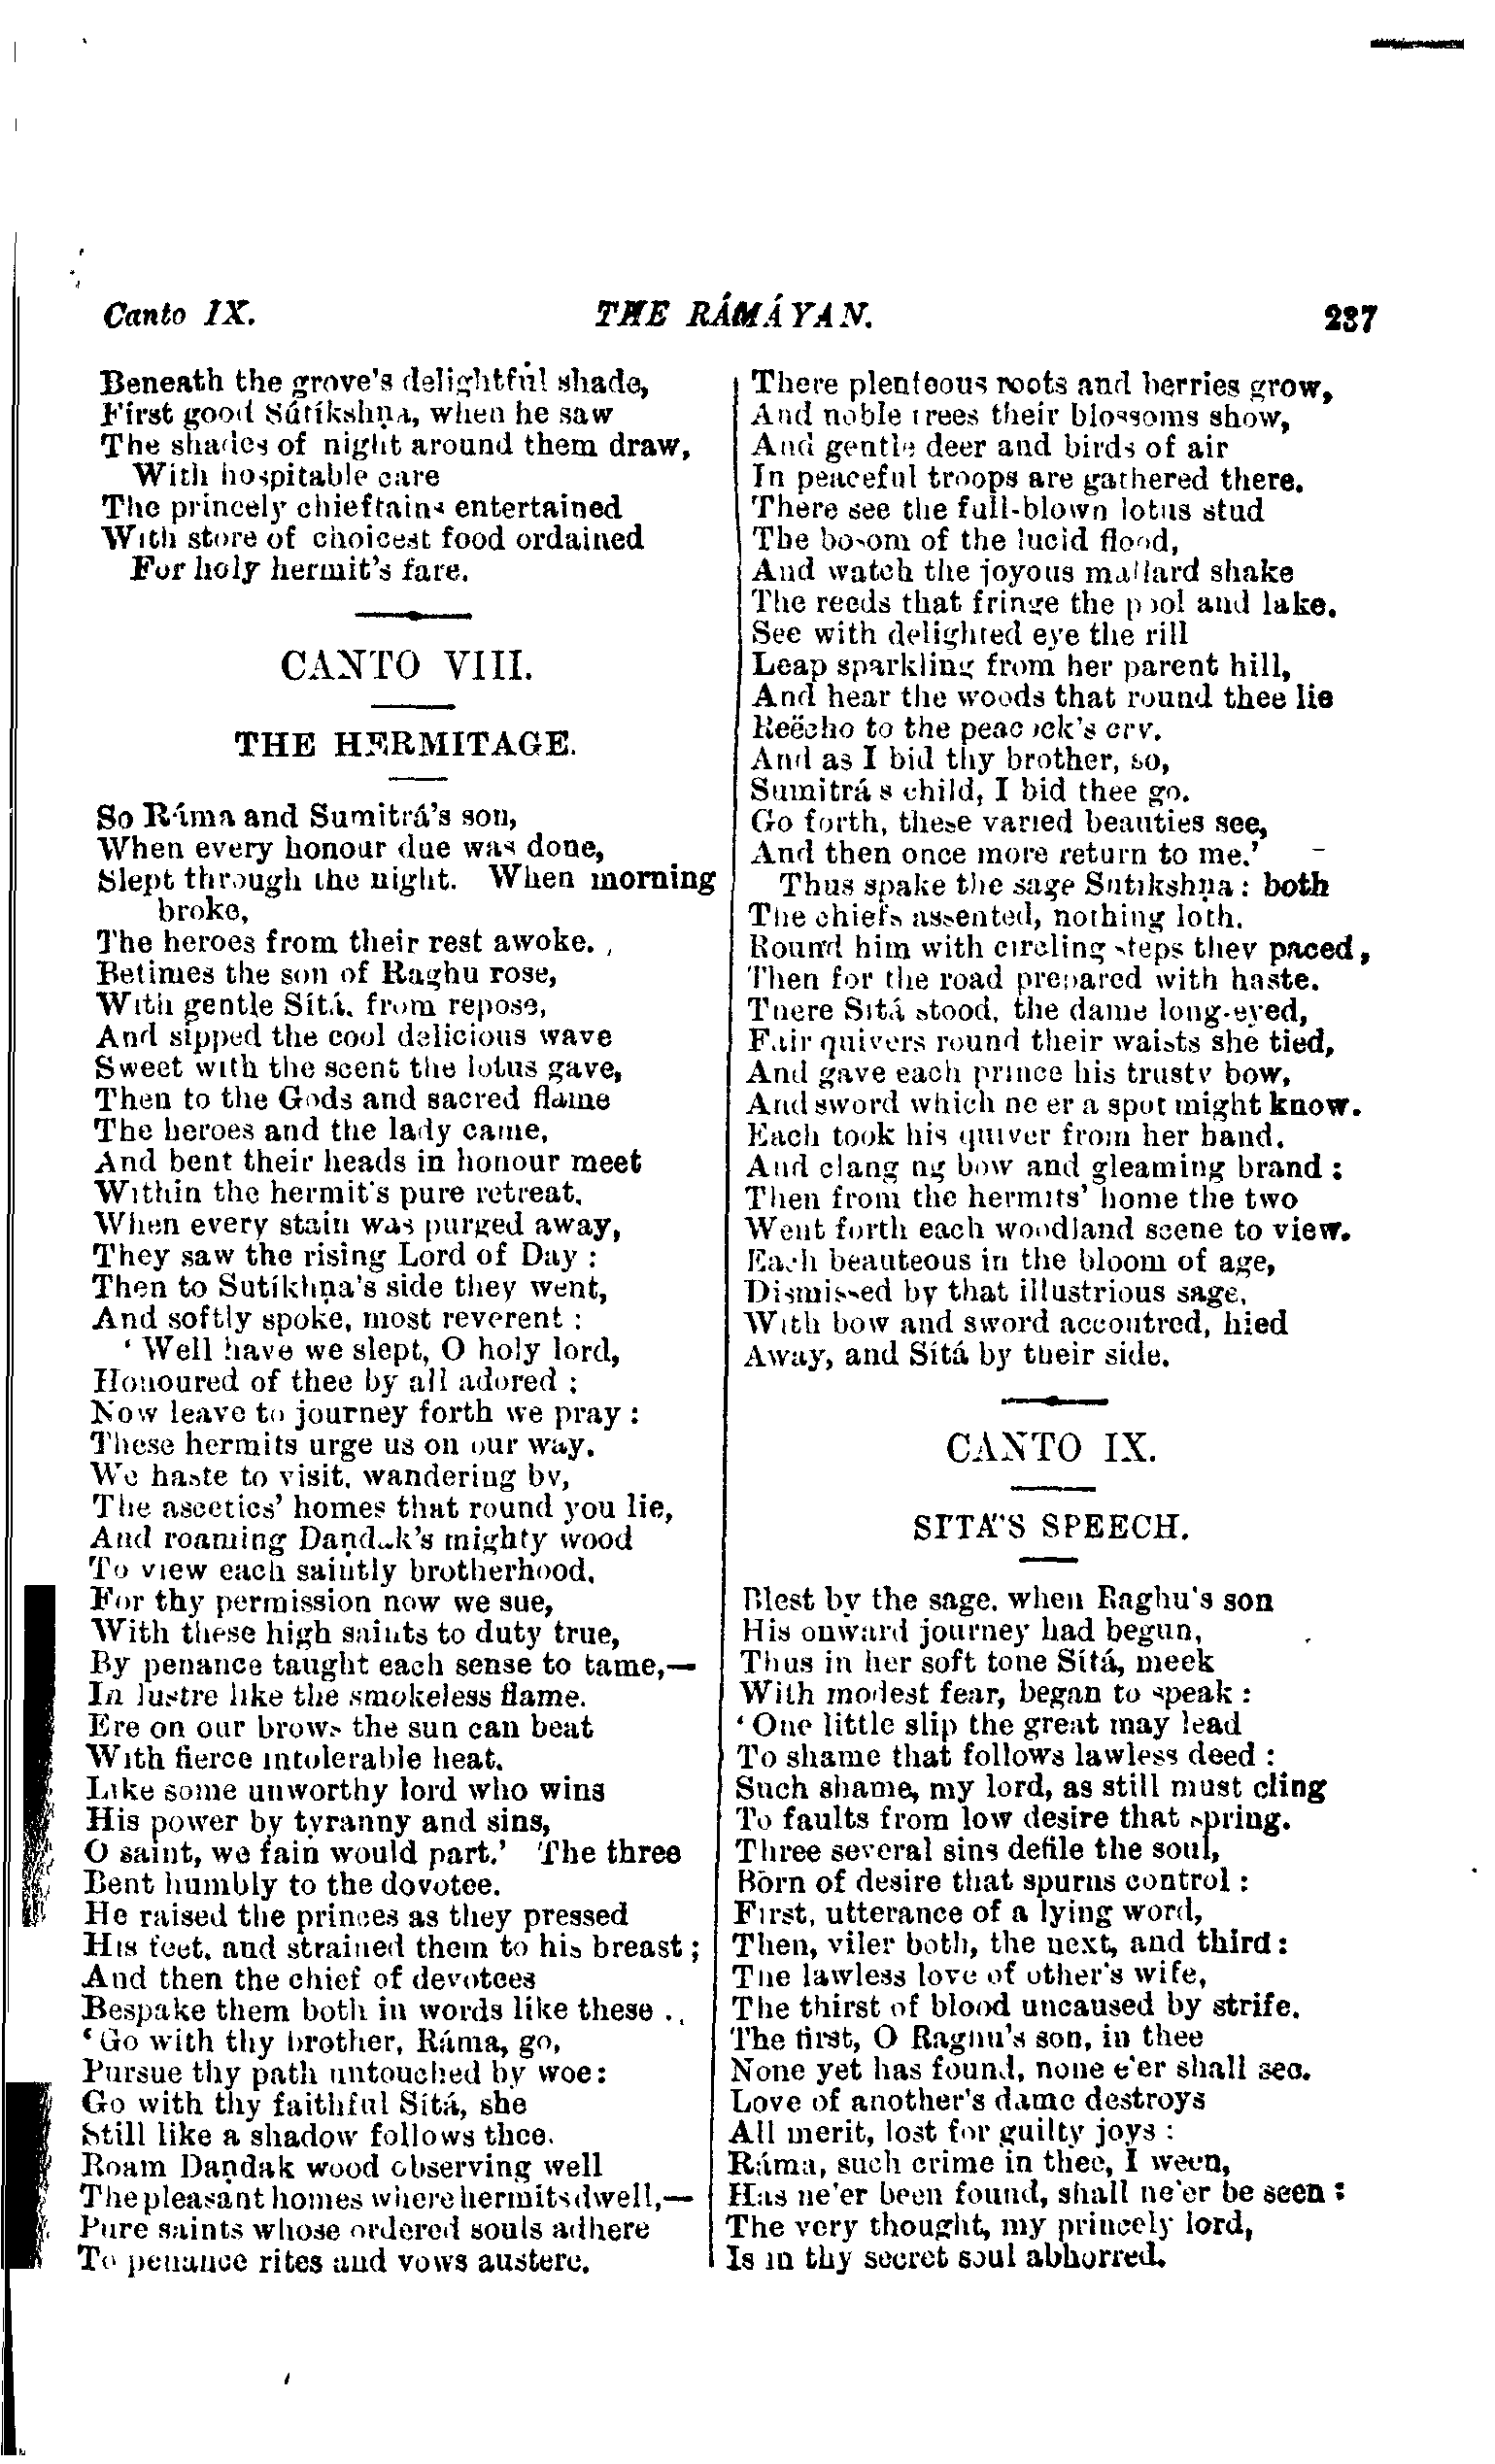 Canto IX. THE RÁMÁYAN. 237
Beneath the grove's delightful shade,
First good Sútíkshṇa, when he saw
The shades of night around them draw,
With hospitable care
The princely chieftains entertained
With store of choicest food ordained
For holy hermit's fare.
CANTO VIII.
THE HERMITAGE.
So Ráma and Sumitrá's son,
When every honour due was done,
Slept through the night. When morning
broke,
The heroes from their rest awoke.
Betimes the son of Raghu rose,
With gentle Sítá, from repose,
And sipped the cool delicious wave
Sweet with the scent the lotus gave,
Then to the Gods and sacred flame
The heroes and the lady came,
And bent their heads in honour meet
Within the hermit's pure retreat.
When every stain was purged away,
They saw the rising Lord of Day :
Then to Sutíkhṇa's side they went,
And softly spoke, most reverent :
‘ Well have we slept, O holy lord,
Honoured of thee by all adored ;
Now leave to journey forth we pray :
These hermits urge us on our way.
We haste to visit, wandering by,
The ascetics' homes that round you lie,
And roaming Daṇḍak's mighty wood
To view each saintly brotherhood.
For thy permission now we sue,
With these high saints to duty true,
By penance taught each sense to tame,—
In lustre like the smokeless flame.
Ere on our brows the sun can beat
With fierce intolerable heat.
Like some unworthy lord who wins
His power by tyranny and sins,
O saint, we fain would part.’ The three
Bent humbly to the dovotee.
He raised the princes as they pressed
His feet, and strained them to his breast ;
And then the chief of devotees
Bespake them both in words like these .
‘Go with thy brother, Ráma, go,
Pursue thy path untouched by woe:
Go with thy faithful Sítá, she
Still like a shadow follows thee.
Roam Daṇḍak wood observing well
The pleasant homes where hermits dwell,—
Pure saints whose ordered souls adhere
To penance rites and vows austere.
There plenteous roots and berries grow,
And noble trees their blossoms show,
And gentle deer and birds of air
In peaceful troops are gathered there.
There see the full-blown lotus stud
The bosom of the lucid flood,
And watch the joyous mallard shake
The reeds that fringe the pool and lake.
See with delighted eye the rill
Leap sparkling from her parent hill,
And hear the woods that round thee lie
Reëcho to the peacock's cry.
And as I bid thy brother, so,
Sumitrá's child, I bid thee go.
Go forth, these varied beauties see,
And then once more return to me.’
Thus spake the sage Sutíkshṇa: both
The chiefs assented, nothing loth.
Round him with circling steps they paced,
Then for the road prepared with haste.
There Sítá stood, the dame long-eyed,
Fair quivers round their waists she tied,
And gave each prince his trusty bow,
And sword which ne'er a spot might know.
Each took his quiver from her hand.
And clanging bow and gleaming brand :
Then from the hermits' home the two
Went forth each woodland scene to view.
Each beauteous in the bloom of age,
Dismissed by that illustrious sage,
With bow and sword accoutred, hied
Away, and Sítá by their side.
CANTO IX.
SÍTÁ'S SPEECH.
Blest by the sage, when Raghu's son
His onward journey had begun,
Thus in her soft tone Sítá, meek
With modest fear, began to speak :
‘One little slip the great may lead
To shame that follows lawless deed :
Such shame, my lord, as still must cling
To faults from low desire that spring.
Three several sins defile the soul,
Born of desire that spurns control :
First, utterance of a lying word,
Then, viler both, the next, and third:
The lawless love of other's wife,
The thirst of blood uncaused by strife.
The first, O Raghu's son, in thee
None yet has found, none e'er shall see.
Love of another's dame destroys
All merit, lost for guilty joys :
Ráma, such crime in thee, I ween,
Has ne'er been found, shall ne'er be seen :
The very thought, my princely lord,
Is in thy secret soul abhorred.